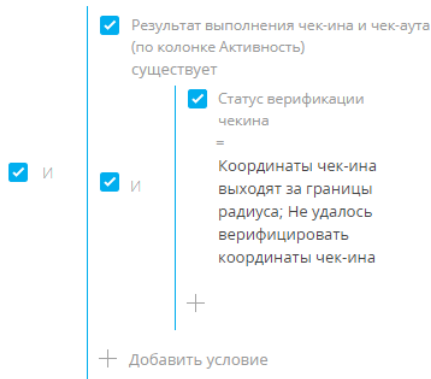 Результат выполнения чек-ина и чек-аута
(по колонке Активность)
существует
Статус верификации
чекина
=
Координаты чек-ина
выходят за границы
радиуса; Не удалось
верифицировать
координаты чек-ина
И
И
Добавить условие